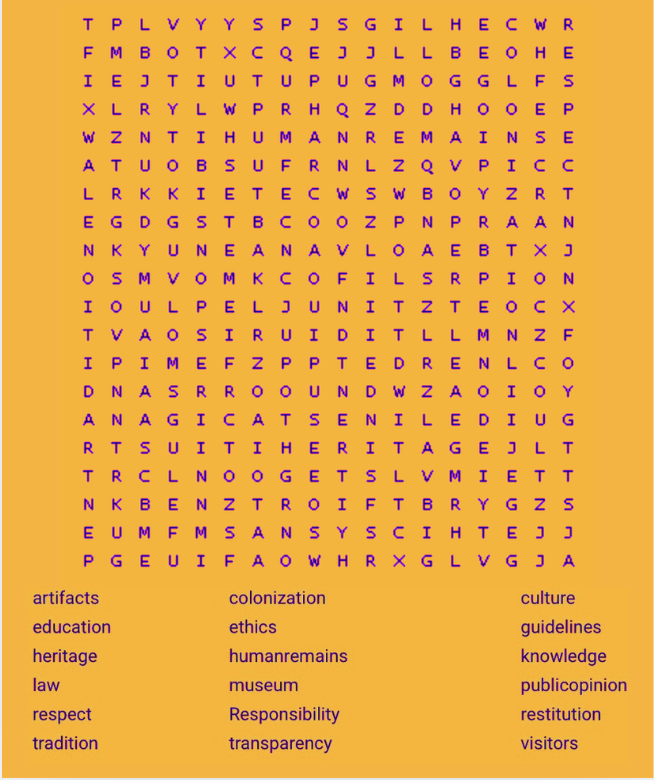 T P L V Y Y S P J S G I L H E C W R
F M B O T X C Q E J J L L B E O H E
I E J T I U T U P U G M O G G L F S
X L R Y L W P R H Q Z D D H O O E P
W Z N T I H U M A N R E M A I N S E
A T U O B S U F R N L Z Q V P I C C
L R K K I E T E C W S W B O Y Z R T
E G D G S T B C O O Z P N P R A A N
N K Y U N E A N A V L O A E B T X J
O S M V O M K C O F I L S R P I O N
I O U L P E L J U N I T Z T E O C X
T V A O S I R U I D I T L L M N Z F
I P I M E F Z P P T E D R E N L C O
D N A S R R O O U N D W Z A O I O Y
A N A G I C A T S E N I L E D I U G
R T S U I T I H E R I T A G E J L T
T R C L N O O G E T S L V M I E T T
N K B E N Z T R O I F T B R Y G Z S
E U M F M S A N S Y S C I H T E J J
P G E U I F A O W H R X G L V G J A
artifacts colonization culture
education ethics guidelines
heritage humanremains knowledge
law museum publicopinion
respect Responsibility restitution
tradition transparency visitors